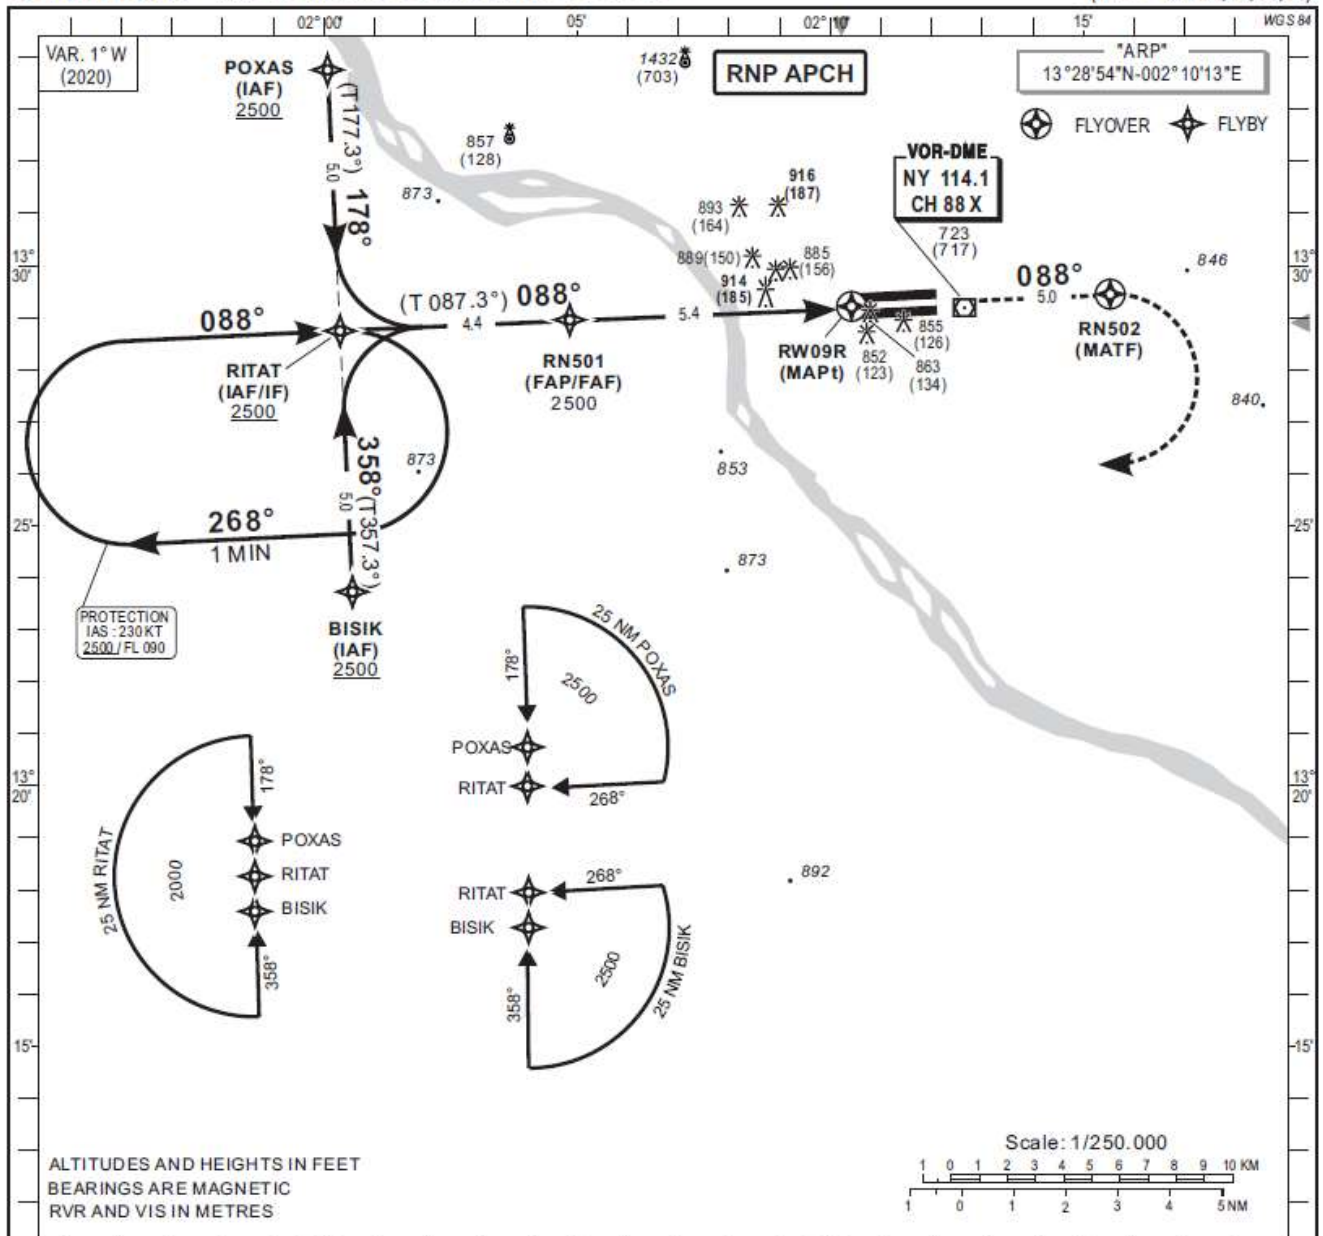 02° 00'
05'
02° 10'
15'
WGS 84
VAR. 1° W
(2020)
POXAS
(IAF)
2500
(T177.3°)
5.0
178°
1432
(703)
RNP APCH
"ARP"
13°28'54"N-002°10'13"E
FLYOVER
FLYBY
857
(128)
873
VOR-DME
NY 114.1
CH 88 X
916
(187)
893
(164)
723
(717)
13°
30'
889(150)
885
(156)
914
(185)
846
13°
30'
088°
(T 087.3°) 088°
4.4
5.4
088°
5.0
RITAT
(IAF/IF)
2500
RN501
(FAP/FAF)
2500
RW09R
(MAPt)
852
(123)
855
(126)
863
(134)
RN502
(MATF)
840
358°
(T357.3°)
5.0
873
853
25'
25'
268°
1 MIN
873
PROTECTION
IAS : 230 KT
2500 / FL 090
BISIK
(IAF)
2500
25 NM POXAS
178°
2500
POXAS
RITAT
268°
13°
20'
13°
20'
25 NM RITAT
178°
2000
POXAS
RITAT
BISIK
358°
RITAT
268°
BISIK
358°
2500
25 NM BISIK
892
15'
15'
ALTITUDES AND HEIGHTS IN FEET
BEARINGS ARE MAGNETIC
RVR AND VIS IN METRES
Scale: 1/250.000
1 0 1 2 3 4 5 6 7 8 9 10 KM
1 0 1 2 3 4 5 NM